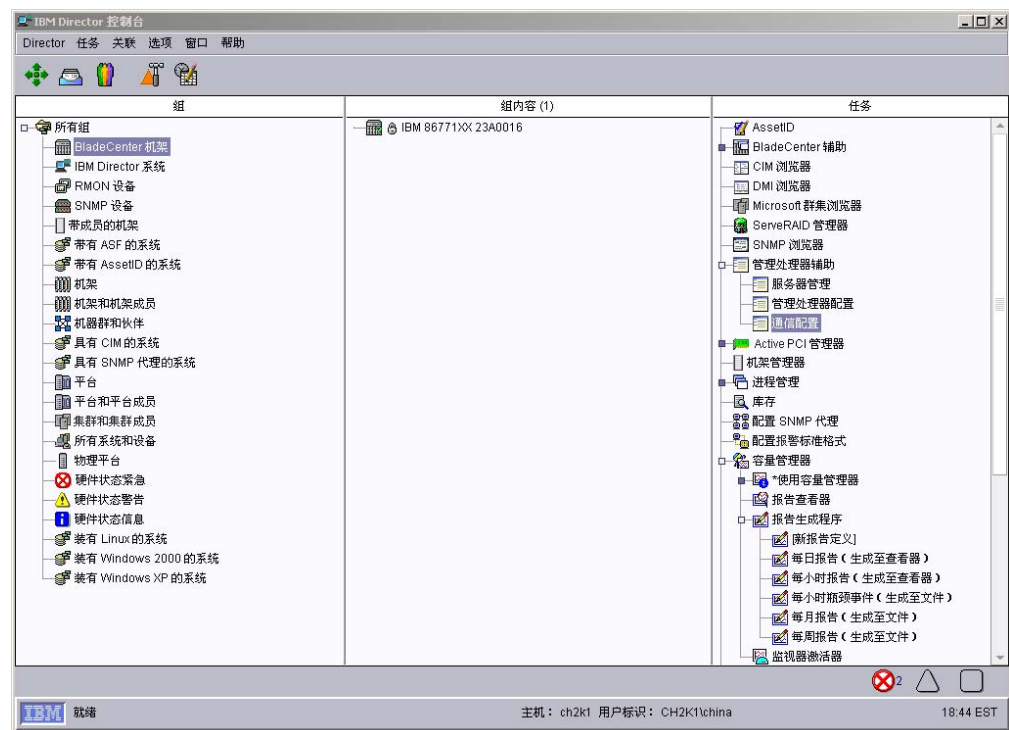 IBM Director 控制台
Director 任务 关联 选项 窗口 帮助
组
组内容 (1)
任务
所有组
BladeCenter 机架
IBM Director 系统
RMON 设备
SNMP 设备
带成员的机架
带有 ASF 的系统
带有 AssetID 的系统
机架
机架和机架成员
机器群和伙伴
具有 CIM 的系统
具有 SNMP 代理的系统
平台
平台和平台成员
集群和集群成员
所有系统和设备
物理平台
硬件状态紧急
硬件状态警告
硬件状态信息
装有 Linux 的系统
装有 Windows 2000 的系统
装有 Windows XP 的系统
IBM 86771XX 23A0016
AssetID
BladeCenter 辅助
CIM 浏览器
DMI 浏览器
Microsoft 群集浏览器
ServeRAID 管理器
SNMP 浏览器
管理处理器辅助
服务器管理
管理处理器配置
通信配置
Active PCI 管理器
机架管理器
进程管理
库存
配置 SNMP 代理
配置报警标准格式
容量管理器
*使用容量管理器
报告查看器
报告生成程序
[新报告定义]
每日报告 ( 生成至查看器 )
每小时报告 ( 生成至查看器 )
每小时瓶颈事件 ( 生成至文件 )
每月报告 ( 生成至文件 )
每周报告 ( 生成至文件 )
监视器激活器
2
IBM 就绪
主机： ch2k1 用户标识： CH2K1\china
18:44 EST